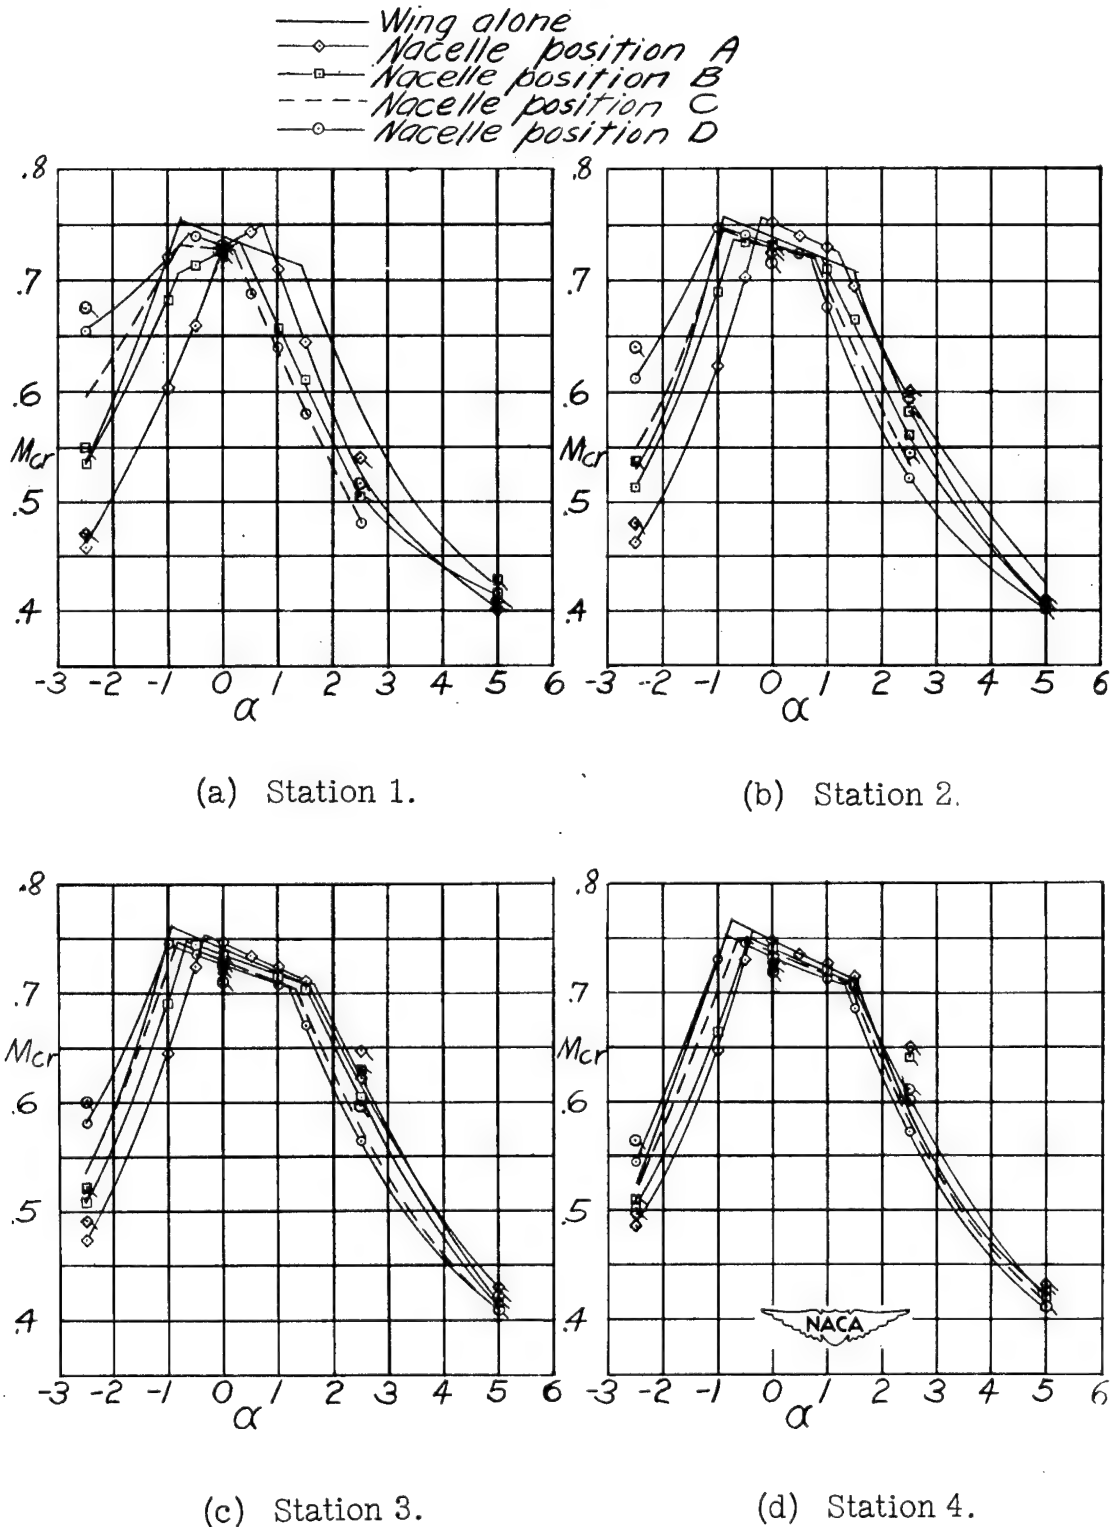 Wing alone
Nacelle position A
Nacelle position B
Nacelle position C
Nacelle position D
.8 .8
.7 .7
.6 .6
Mcr Mcr
.5 .5
.4 .4
-3 -2 -1 0 1 2 3 4 5 6 -3 -2 -1 0 1 2 3 4 5 6
α α
(a) Station 1. (b) Station 2.
.8 .8
.7 .7
Mcr Mcr
.6 .6
.5 .5
.4 .4
NACA
-3 -2 -1 0 1 2 3 4 5 6 -3 -2 -1 0 1 2 3 4 5 6
α α
(c) Station 3. (d) Station 4.